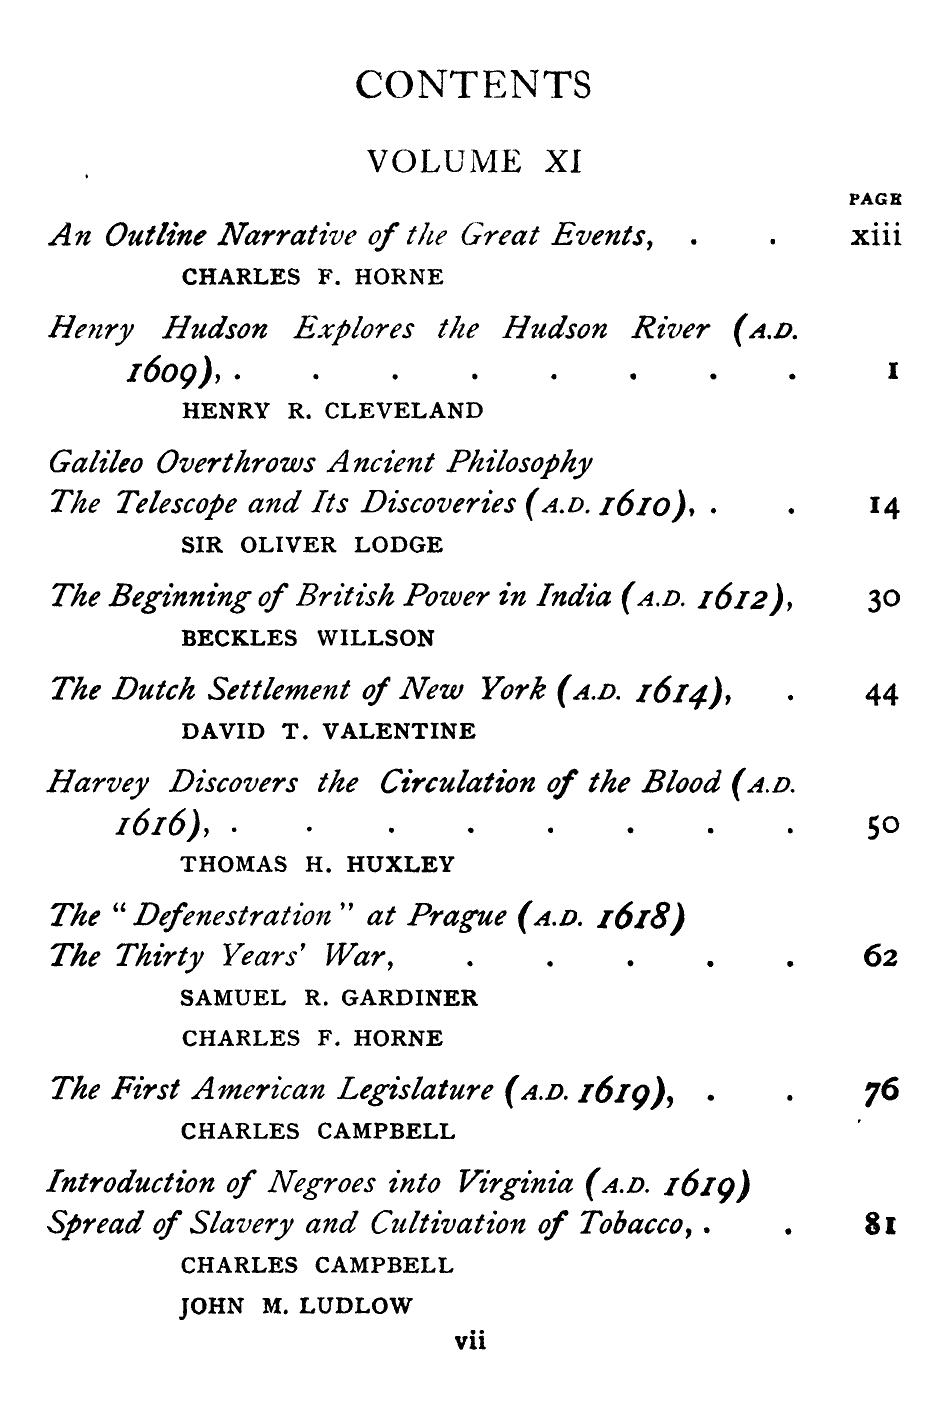 CONTENTS
VOLUME XI
PAGE
An Outline Narrative of the Great Events, . . xiii
CHARLES F. HORNE
Henry Hudson Explores the Hudson River (A.D.
1609), . . . . . . . . 1
HENRY R. CLEVELAND
Galileo Overthrows Ancient Philosophy
The Telescope and Its Discoveries (A.D. 1610), . . 14
SIR OLIVER LODGE
The Beginning of British Power in India (A.D. 1612), 30
BECKLES WILLSON
The Dutch Settlement of New York (A.D. 1614), . 44
DAVID T. VALENTINE
Harvey Discovers the Circulation of the Blood (A.D.
1616), . . . . . . . . 50
THOMAS H. HUXLEY
The "Defenestration" at Prague (A.D. 1618)
The Thirty Years' War, . . . . . 62
SAMUEL R. GARDINER
CHARLES F. HORNE
The First American Legislature (A.D. 1619), . . 76
CHARLES CAMPBELL
Introduction of Negroes into Virginia (A.D. 1619)
Spread of Slavery and Cultivation of Tobacco, . . 81
CHARLES CAMPBELL
JOHN M. LUDLOW
vii